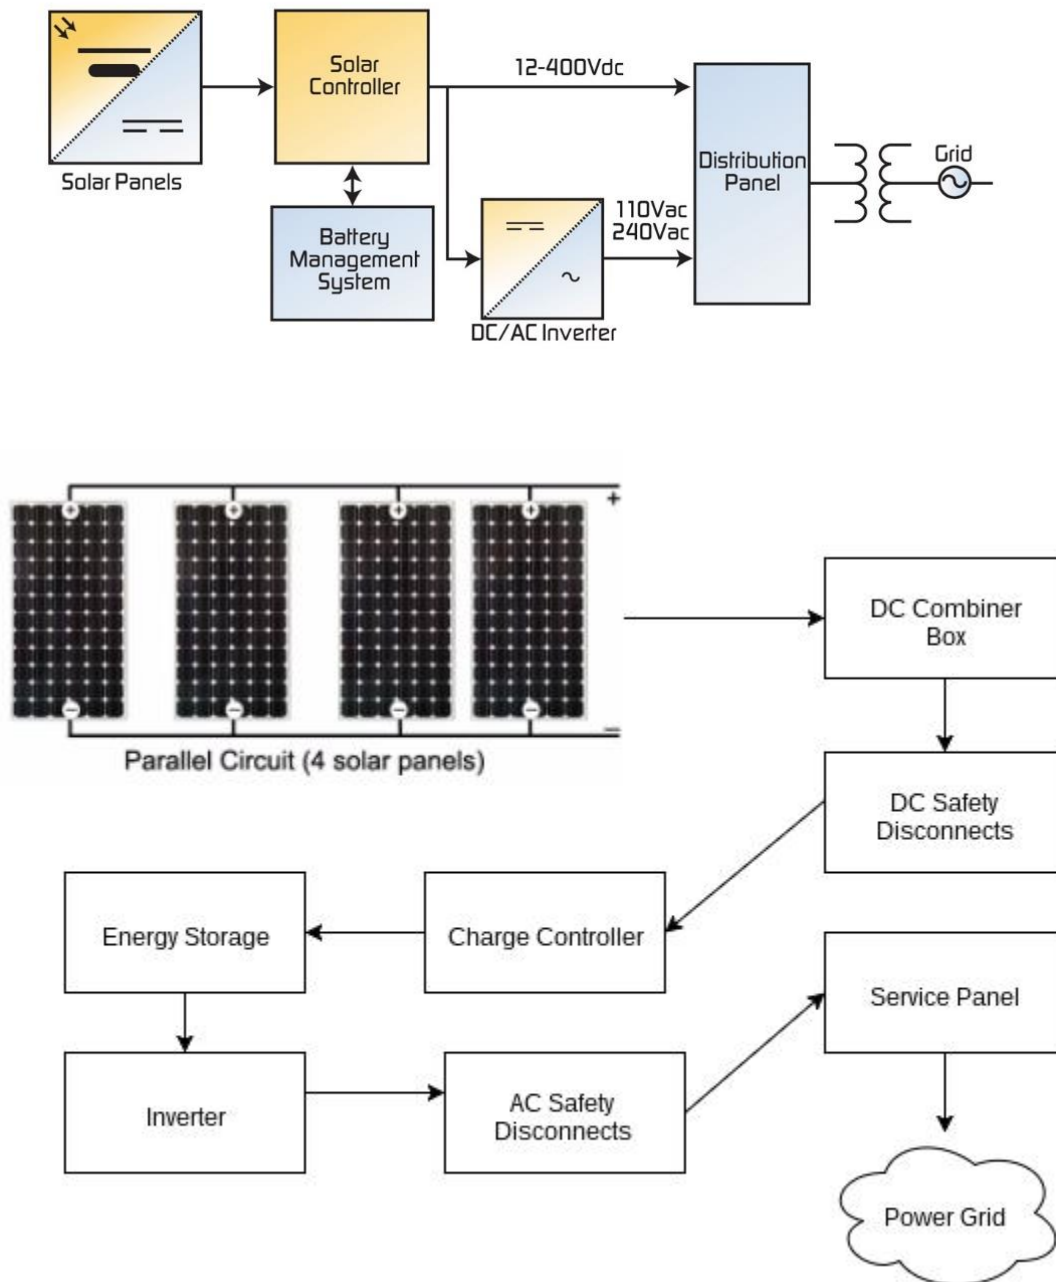 Solar
Controller
12-400Vdc
Distribution
Panel
Grid
Solar Panels
Battery
Management
System
110Vac
240Vac
DC/AC Inverter
+
+ + + +
- - - -
-
Parallel Circuit (4 solar panels)
DC Combiner
Box
DC Safety
Disconnects
Energy Storage
Charge Controller
Service Panel
Inverter
AC Safety
Disconnects
Power Grid